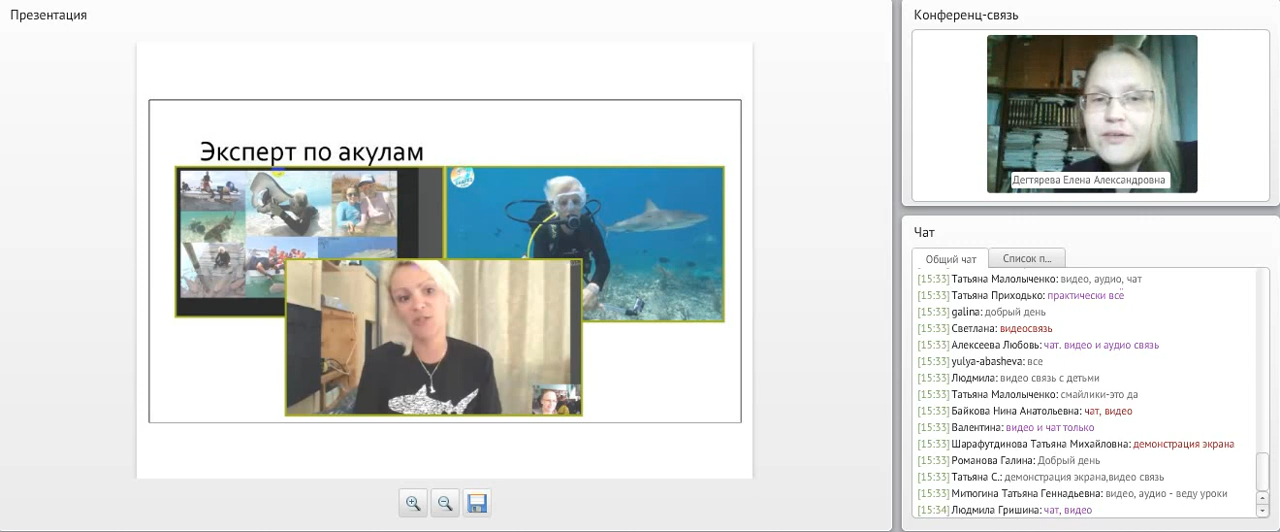 Презентация
Эксперт по акулам
Конференц-связь
Дегтярева Елена Александровна
Чат
Общий чат
Список п...
[15:33] Татьяна Малолыченко: видео, аудио, чат
[15:33] Татьяна Приходько: практически всё
[15:33] galina: добрый день
[15:33] Светлана: видеосвязь
[15:33] Алексеева Любовь: чат. видео и аудио связь
[15:33] yulya-abasheva: все
[15:33] Людмила: видео связь с детьми
[15:33] Татьяна Малолыченко: смайлики-это да
[15:33] Байкова Нина Анатольевна: чат, видео
[15:33] Валентина: видео и чат только
[15:33] Шарафутдинова Татьяна Михайловна: демонстрация экрана
[15:33] Романова Галина: Добрый день
[15:33] Татьяна С.: демонстрация экрана,видео связь
[15:33] Митюгина Татьяна Геннадьевна: видео, аудио - веду уроки
[15:34] Людмила Гришина: чат, видео